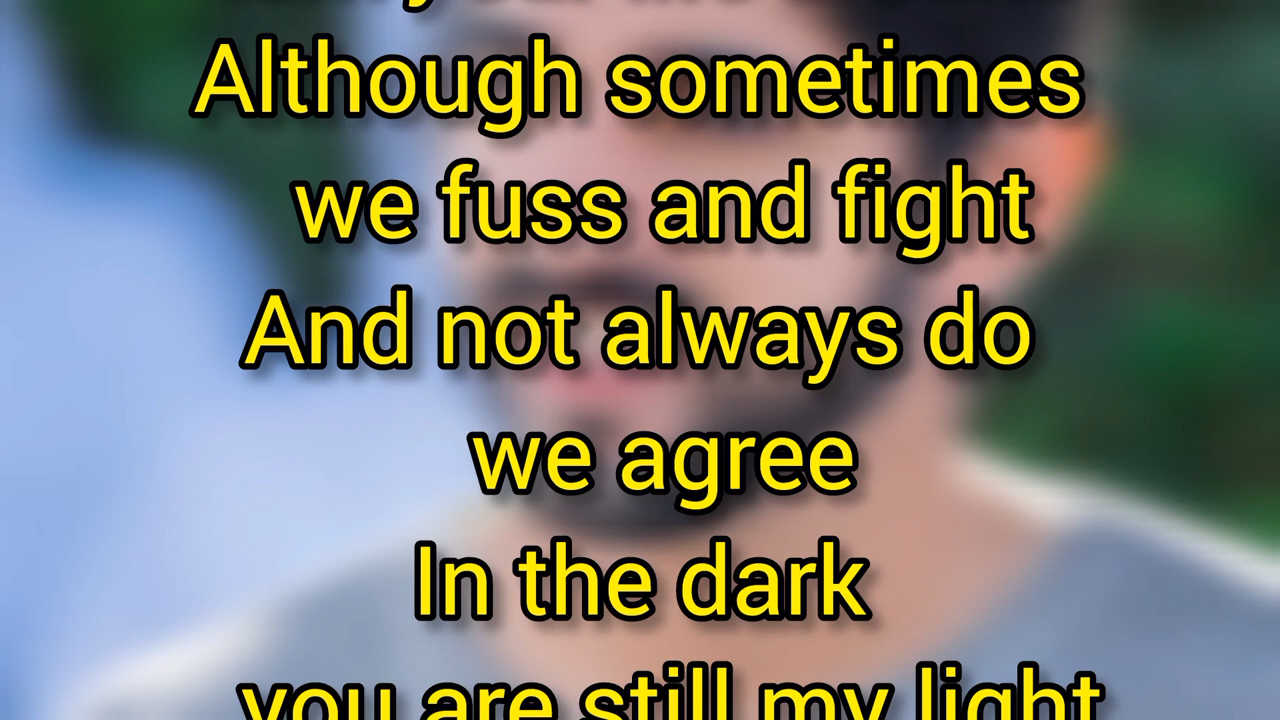 Although sometimes
we fuss and fight
And not always do
we agree
In the dark
you are still my light